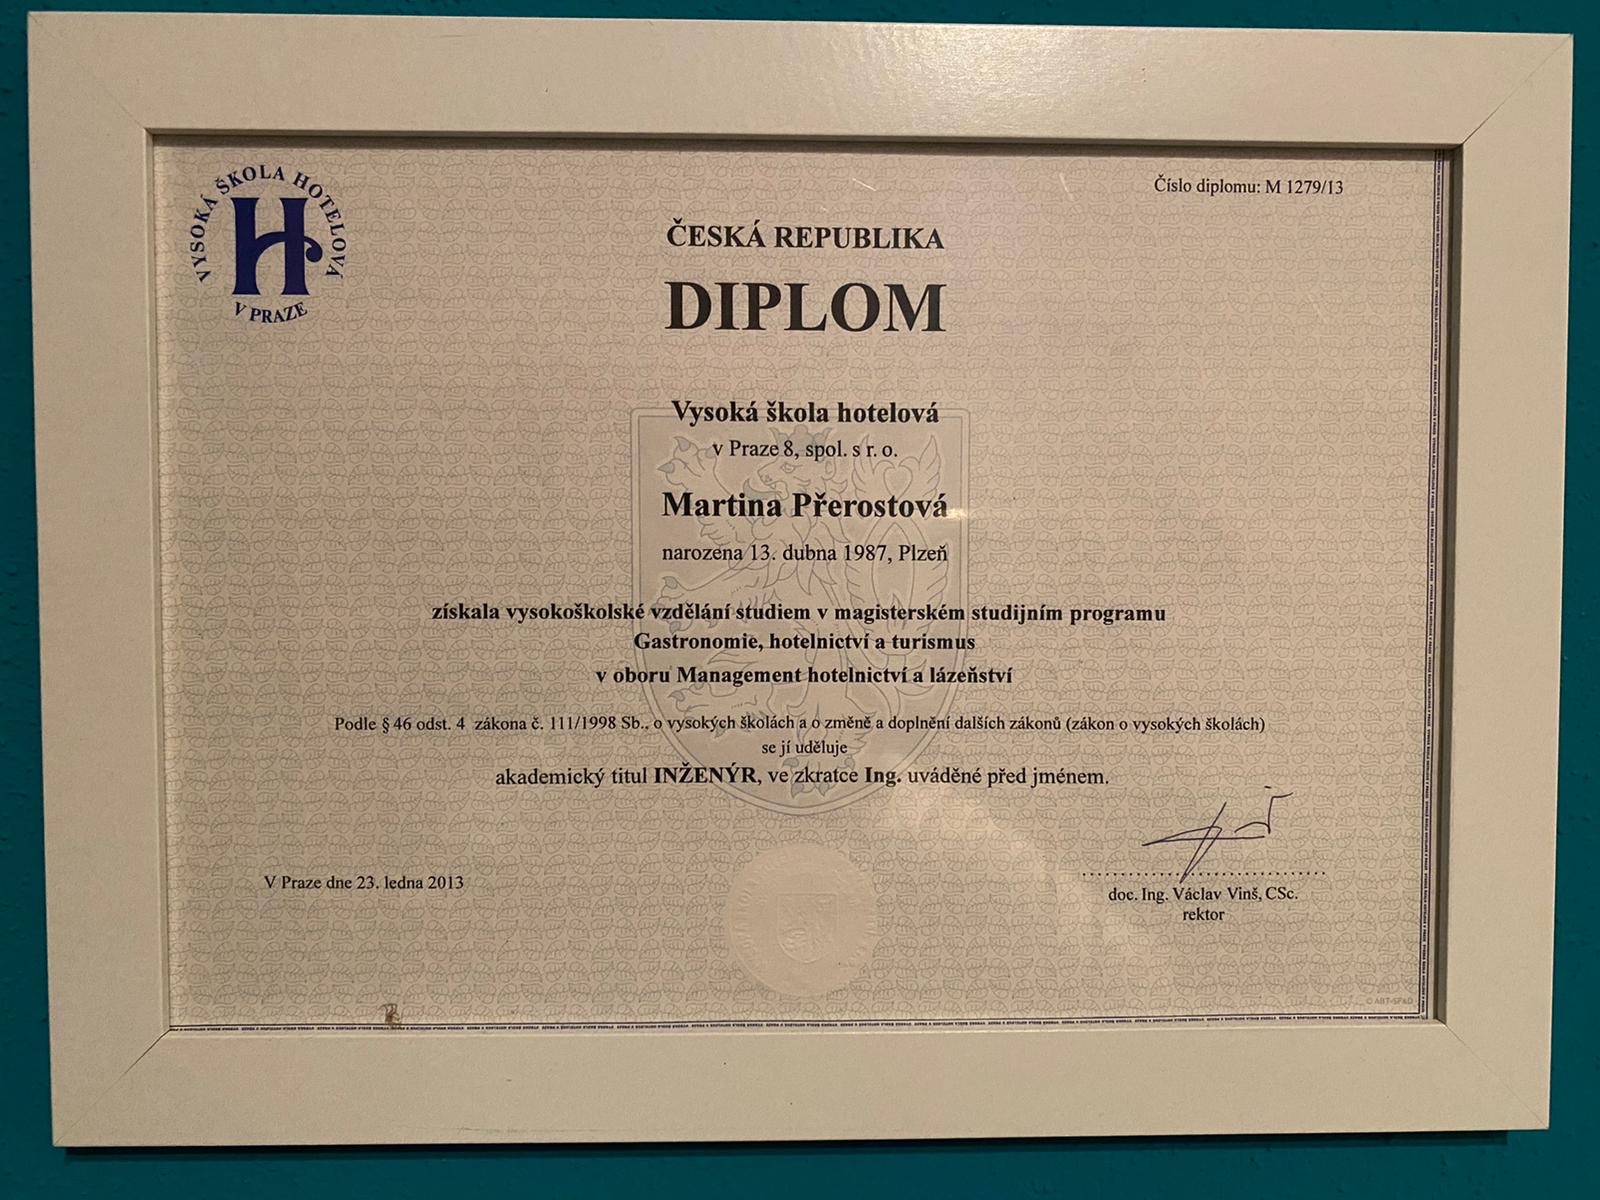 VYSOKÁ ŠKOLA HOTELOVÁ
V PRAZE
Číslo diplomu: M 1279/13
ČESKÁ REPUBLIKA
DIPLOM
Vysoká škola hotelová
v Praze 8, spol. s r. o.
Martina Přerostová
narozena 13. dubna 1987, Plzeň
získala vysokoškolské vzdělání studiem v magisterském studijním programu
Gastronomie, hotelnictví a turismus
v oboru Management hotelnictví a lázeňství
Podle § 46 odst. 4 zákona č. 111/1998 Sb., o vysokých školách a o změně a doplnění dalších zákonů (zákon o vysokých školách)
se jí uděluje
akademický titul INŽENÝR, ve zkratce Ing. uváděné před jménem.
V Praze dne 23. ledna 2013
doc. Ing. Václav Vinš, CSc.
rektor